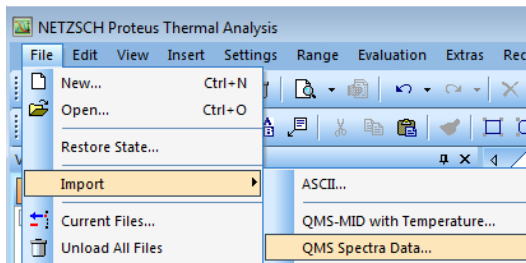 NETZSCH Proteus Thermal Analysis
File Edit View Insert Settings Range Evaluation Extras
New... Ctrl+N
Open... Ctrl+O
Restore State...
Import ASCII...
Current Files... QMS-MID with Temperature...
Unload All Files QMS Spectra Data...